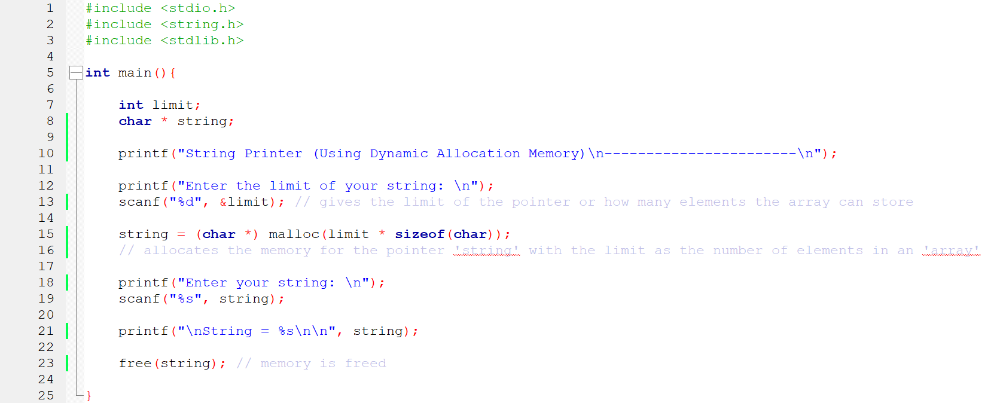 1 #include <stdio.h>
2 #include <string.h>
3 #include <stdlib.h>
4
5 int main(){
6
7 int limit;
8 char * string;
9
10 printf("String Printer (Using Dynamic Allocation Memory)\n-----------------------\n");
11
12 printf("Enter the limit of your string: \n");
13 scanf("%d", &limit); // gives the limit of the pointer or how many elements the array can store
14
15 string = (char *) malloc(limit * sizeof(char));
16 // allocates the memory for the pointer 'string' with the limit as the number of elements in an 'array'
17
18 printf("Enter your string: \n");
19 scanf("%s", string);
20
21 printf("\nString = %s\n\n", string);
22
23 free(string); // memory is freed
24
25 }